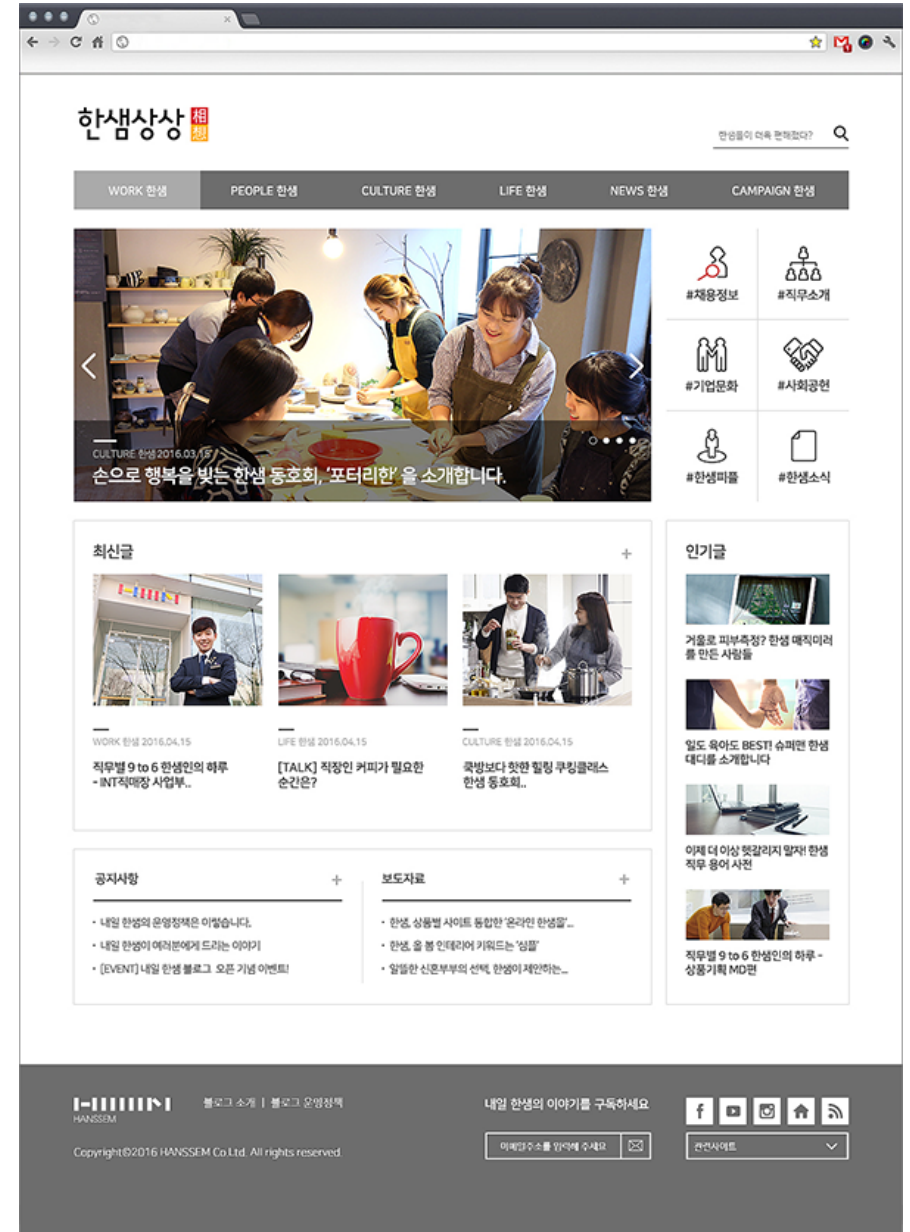 한샘상상 相想
한샘들이 더욱 편해졌다?
WORK 한샘 PEOPLE 한샘 CULTURE 한샘 LIFE 한샘 NEWS 한샘 CAMPAIGN 한샘
#채용정보 #직무소개
#기업문화 #사회공헌
#한샘피플 #한샘소식
CULTURE 한샘 2016.03.15
손으로 행복을 빚는 한샘 동호회, '포터리한' 을 소개합니다.
최신글 +
WORK 한샘 2016.04.15
직무별 9 to 6 한샘인의 하루
- INT직매장 사업부..
LIFE 한샘 2016.04.15
[TALK] 직장인 커피가 필요한
순간은?
CULTURE 한샘 2016.04.15
쿡방보다 핫한 힐링 쿠킹클래스
한샘 동호회..
인기글
거울로 피부측정? 한샘 매직미러
를 만든 사람들
일도 육아도 BEST! 슈퍼맨 한샘
대디를 소개합니다
이제 더 이상 헷갈리지 말자! 한샘
직무 용어 사전
직무별 9 to 6 한샘인의 하루 -
상품기획 MD편
공지사항 +
· 내일 한샘의 운영정책은 이렇습니다.
· 내일 한샘이 여러분에게 드리는 이야기
· [EVENT] 내일 한샘 블로그 오픈 기념 이벤트!
보도자료 +
· 한샘, 상품별 사이트 통합한 '온라인 한샘몰'...
· 한샘, 올 봄 인테리어 키워드는 '심플'
· 알뜰한 신혼부부의 선택, 한샘이 제안하는...
HANSSEM
블로그 소개 | 블로그 운영정책
Copyright©2016 HANSSEM Co.Ltd. All rights reserved.
내일 한샘의 이야기를 구독하세요
이메일주소를 입력해 주세요
관련사이트